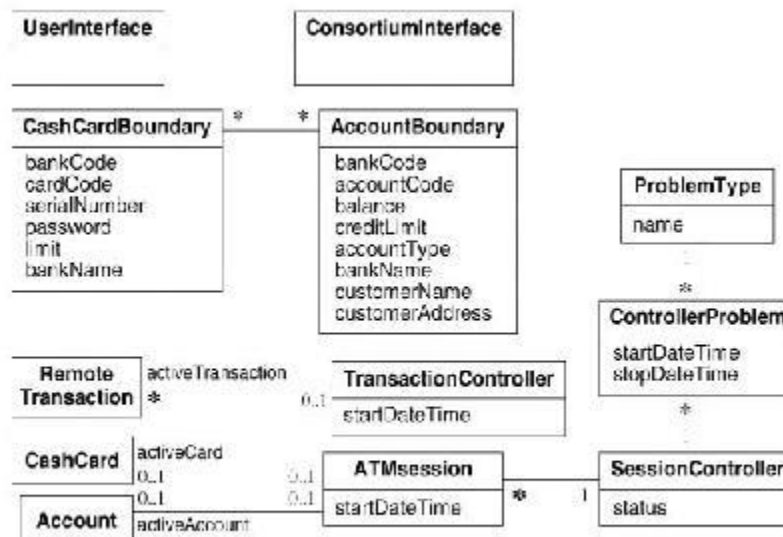 UserInterface
ConsortiumInterface
CashCardBoundary
*
*
AccountBoundary
bankCode
cardCode
serialNumber
password
limit
bankName
bankCode
accountCode
balance
creditLimit
accountType
bankName
customerName
customerAddress
ProblemType
name
1
*
ControllerProblem
startDateTime
stopDateTime
*
Remote
Transaction
activeTransaction
*
0..1
TransactionController
startDateTime
CashCard
activeCard
0..1
0..1
ATMsession
startDateTime
*
1
SessionController
status
Account
0..1
0..1
activeAccount